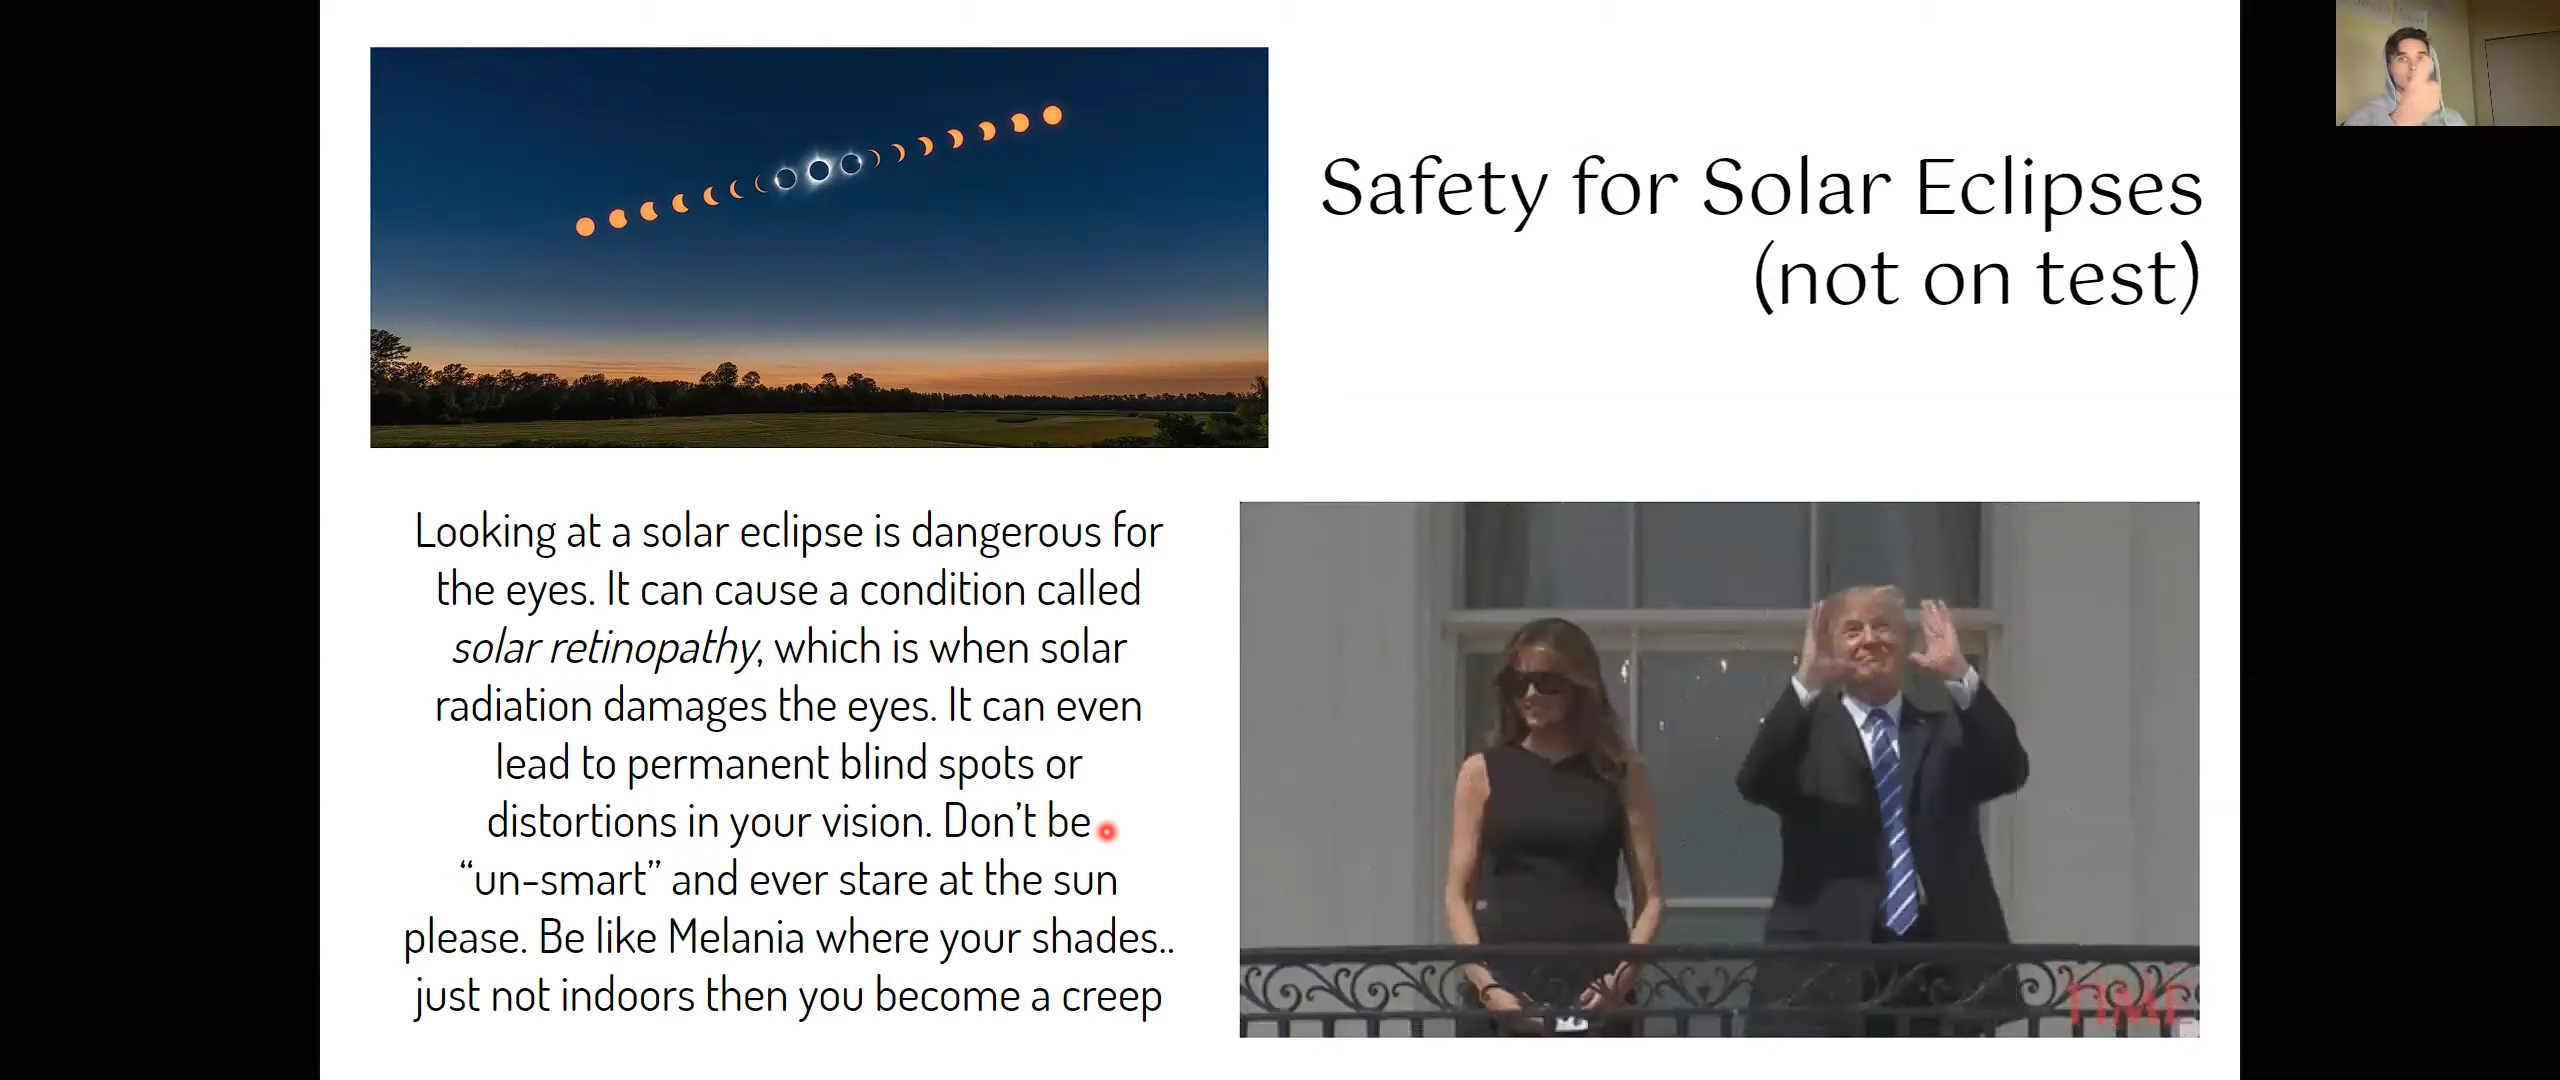 Safety for Solar Eclipses
(not on test)
Looking at a solar eclipse is dangerous for
the eyes. It can cause a condition called
solar retinopathy, which is when solar
radiation damages the eyes. It can even
lead to permanent blind spots or
distortions in your vision. Don't be
“un-smart” and ever stare at the sun
please. Be like Melania where your shades..
just not indoors then you become a creep
TIME